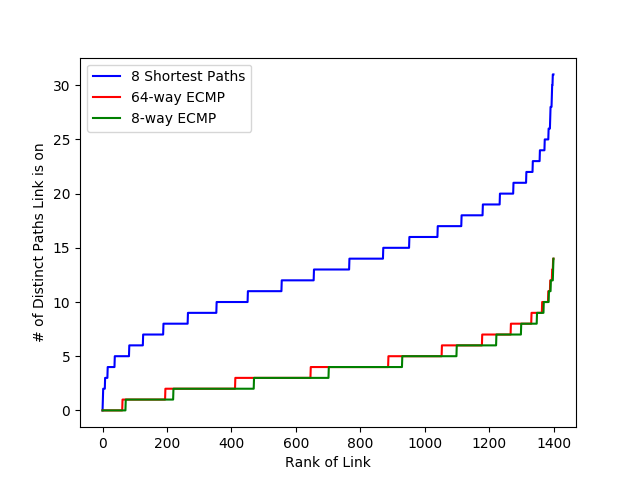 8 Shortest Paths
64-way ECMP
8-way ECMP
# of Distinct Paths Link is on
30
25
20
15
10
5
0
0 200 400 600 800 1000 1200 1400
Rank of Link